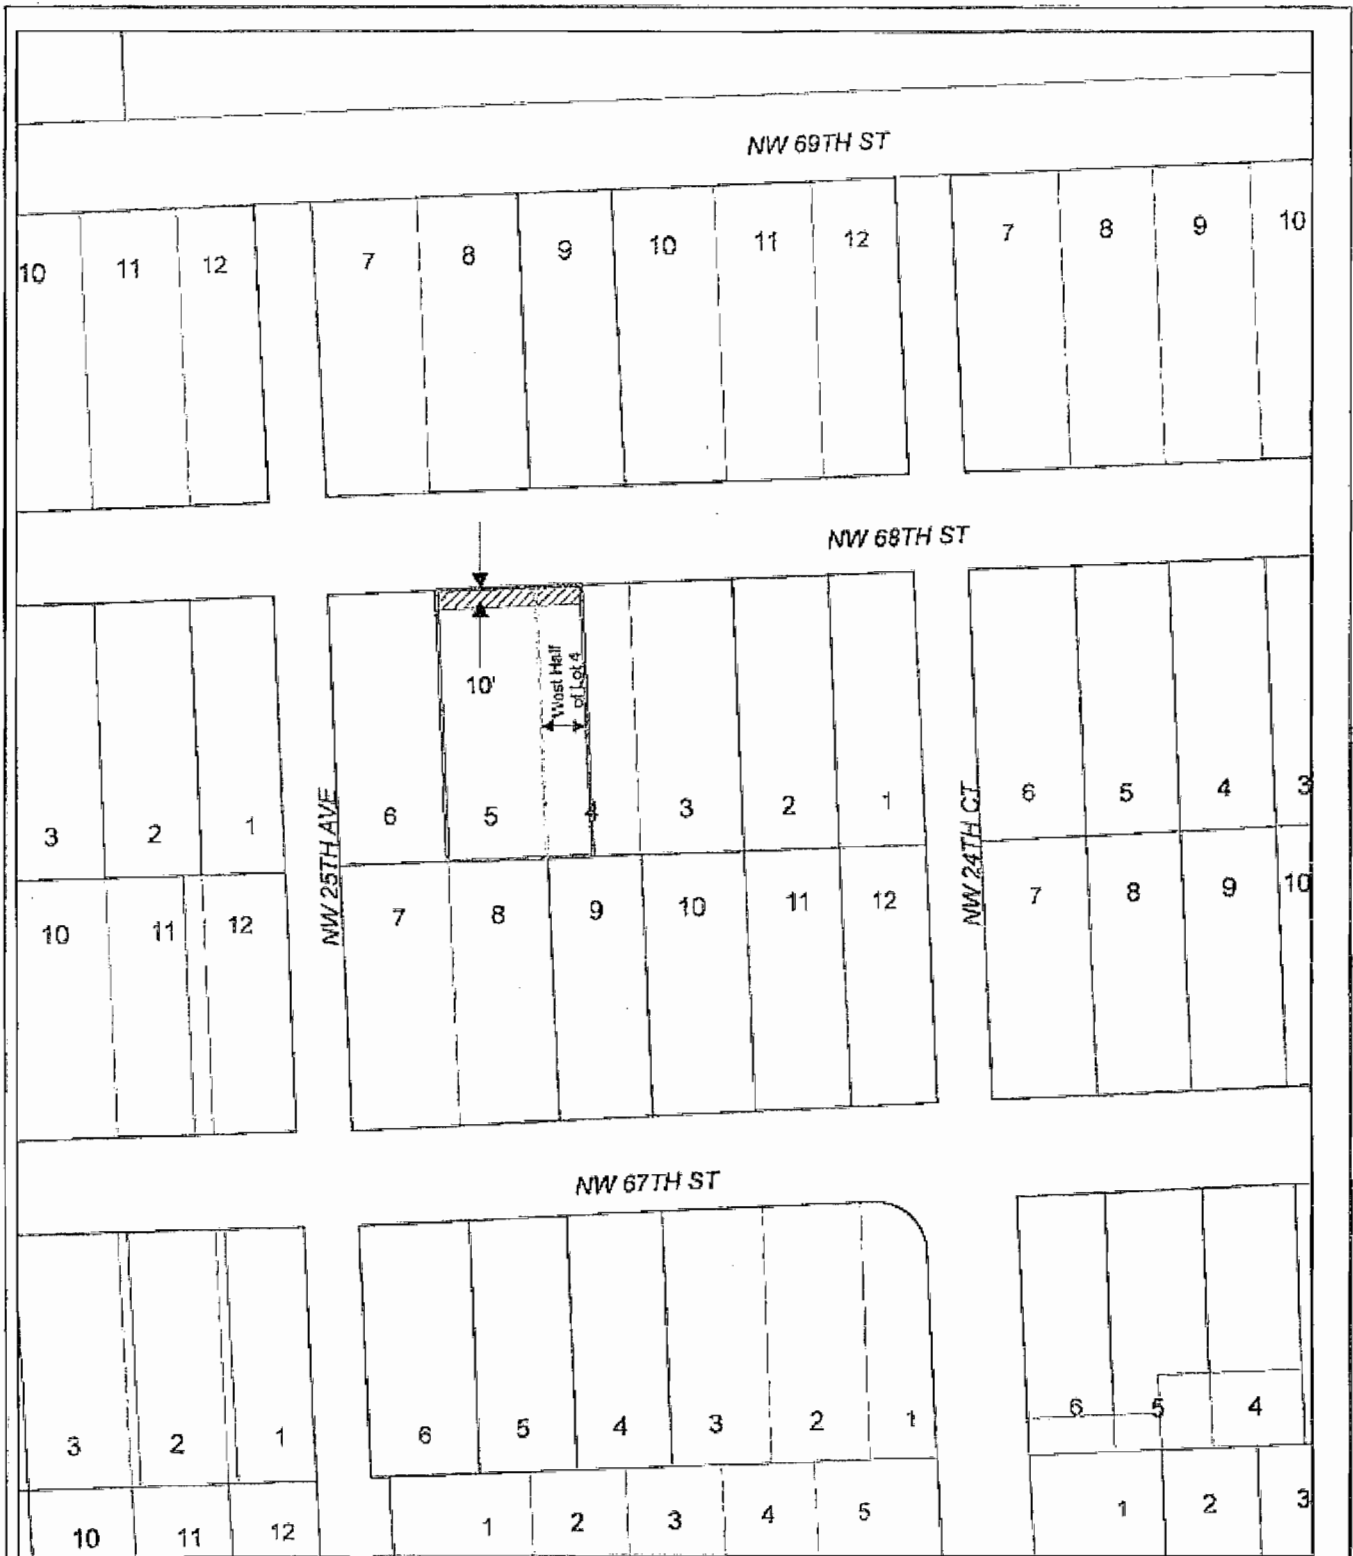 NW 69TH ST
10 11 12 7 8 9 10 11 12 7 8 9 10
NW 68TH ST
10'
West Half
of Lot 4
3 2 1 6 5 4 3 2 1 6 5 4 3
NW 25TH AVE
NW 24TH CT
10 11 12 7 8 9 10 11 12 7 8 9 10
NW 67TH ST
3 2 1 6 5 4 3 2 1 6 5 4
10 11 12 1 2 3 4 5 1 2 3